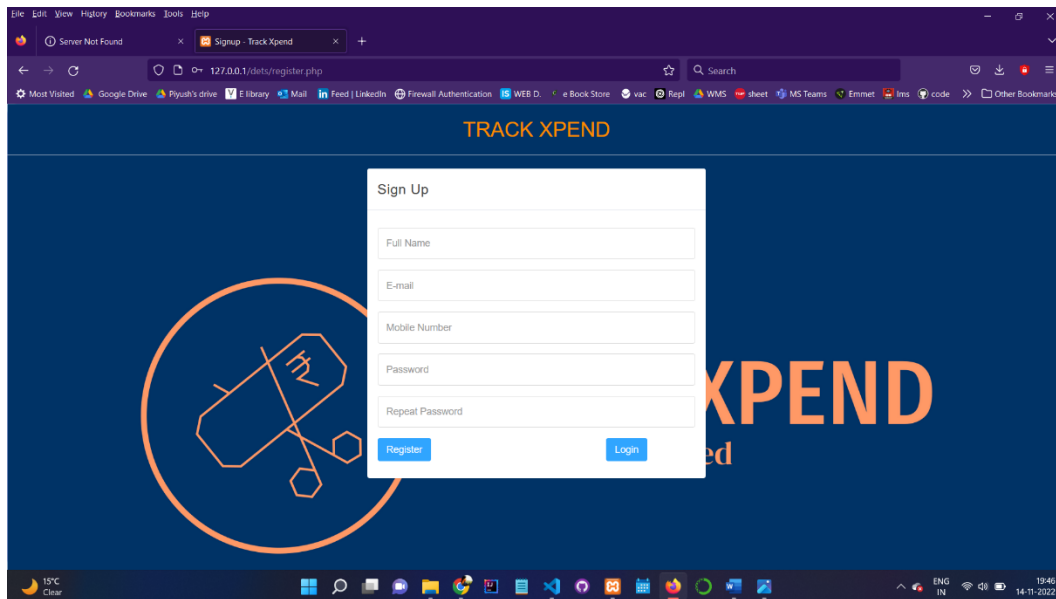 File Edit View History Bookmarks Tools Help
Server Not Found
Signup - Track Xpend
127.0.0.1/dets/register.php
Search
Most Visited Google Drive Piyush's drive E library Mail Feed | LinkedIn Firewall Authentication WEB D. e Book Store vac Repl WMS sheet MS Teams Emmet lms code Other Bookmarks
TRACK XPEND
Sign Up
Full Name
E-mail
Mobile Number
Password
Repeat Password
Register Login
XPEND
ed
15°C
Clear
ENG
IN
19:46
14-11-2022